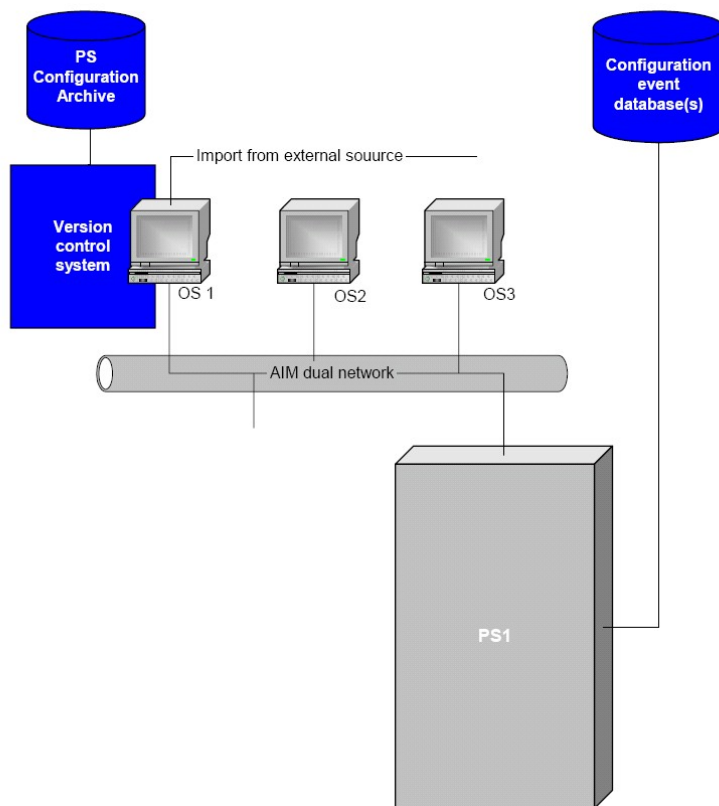 PS
Configuration
Archive
Configuration
event
database(s)
Import from external souurce
Version
control
system
OS 1
OS2
OS3
AIM dual network
PS1